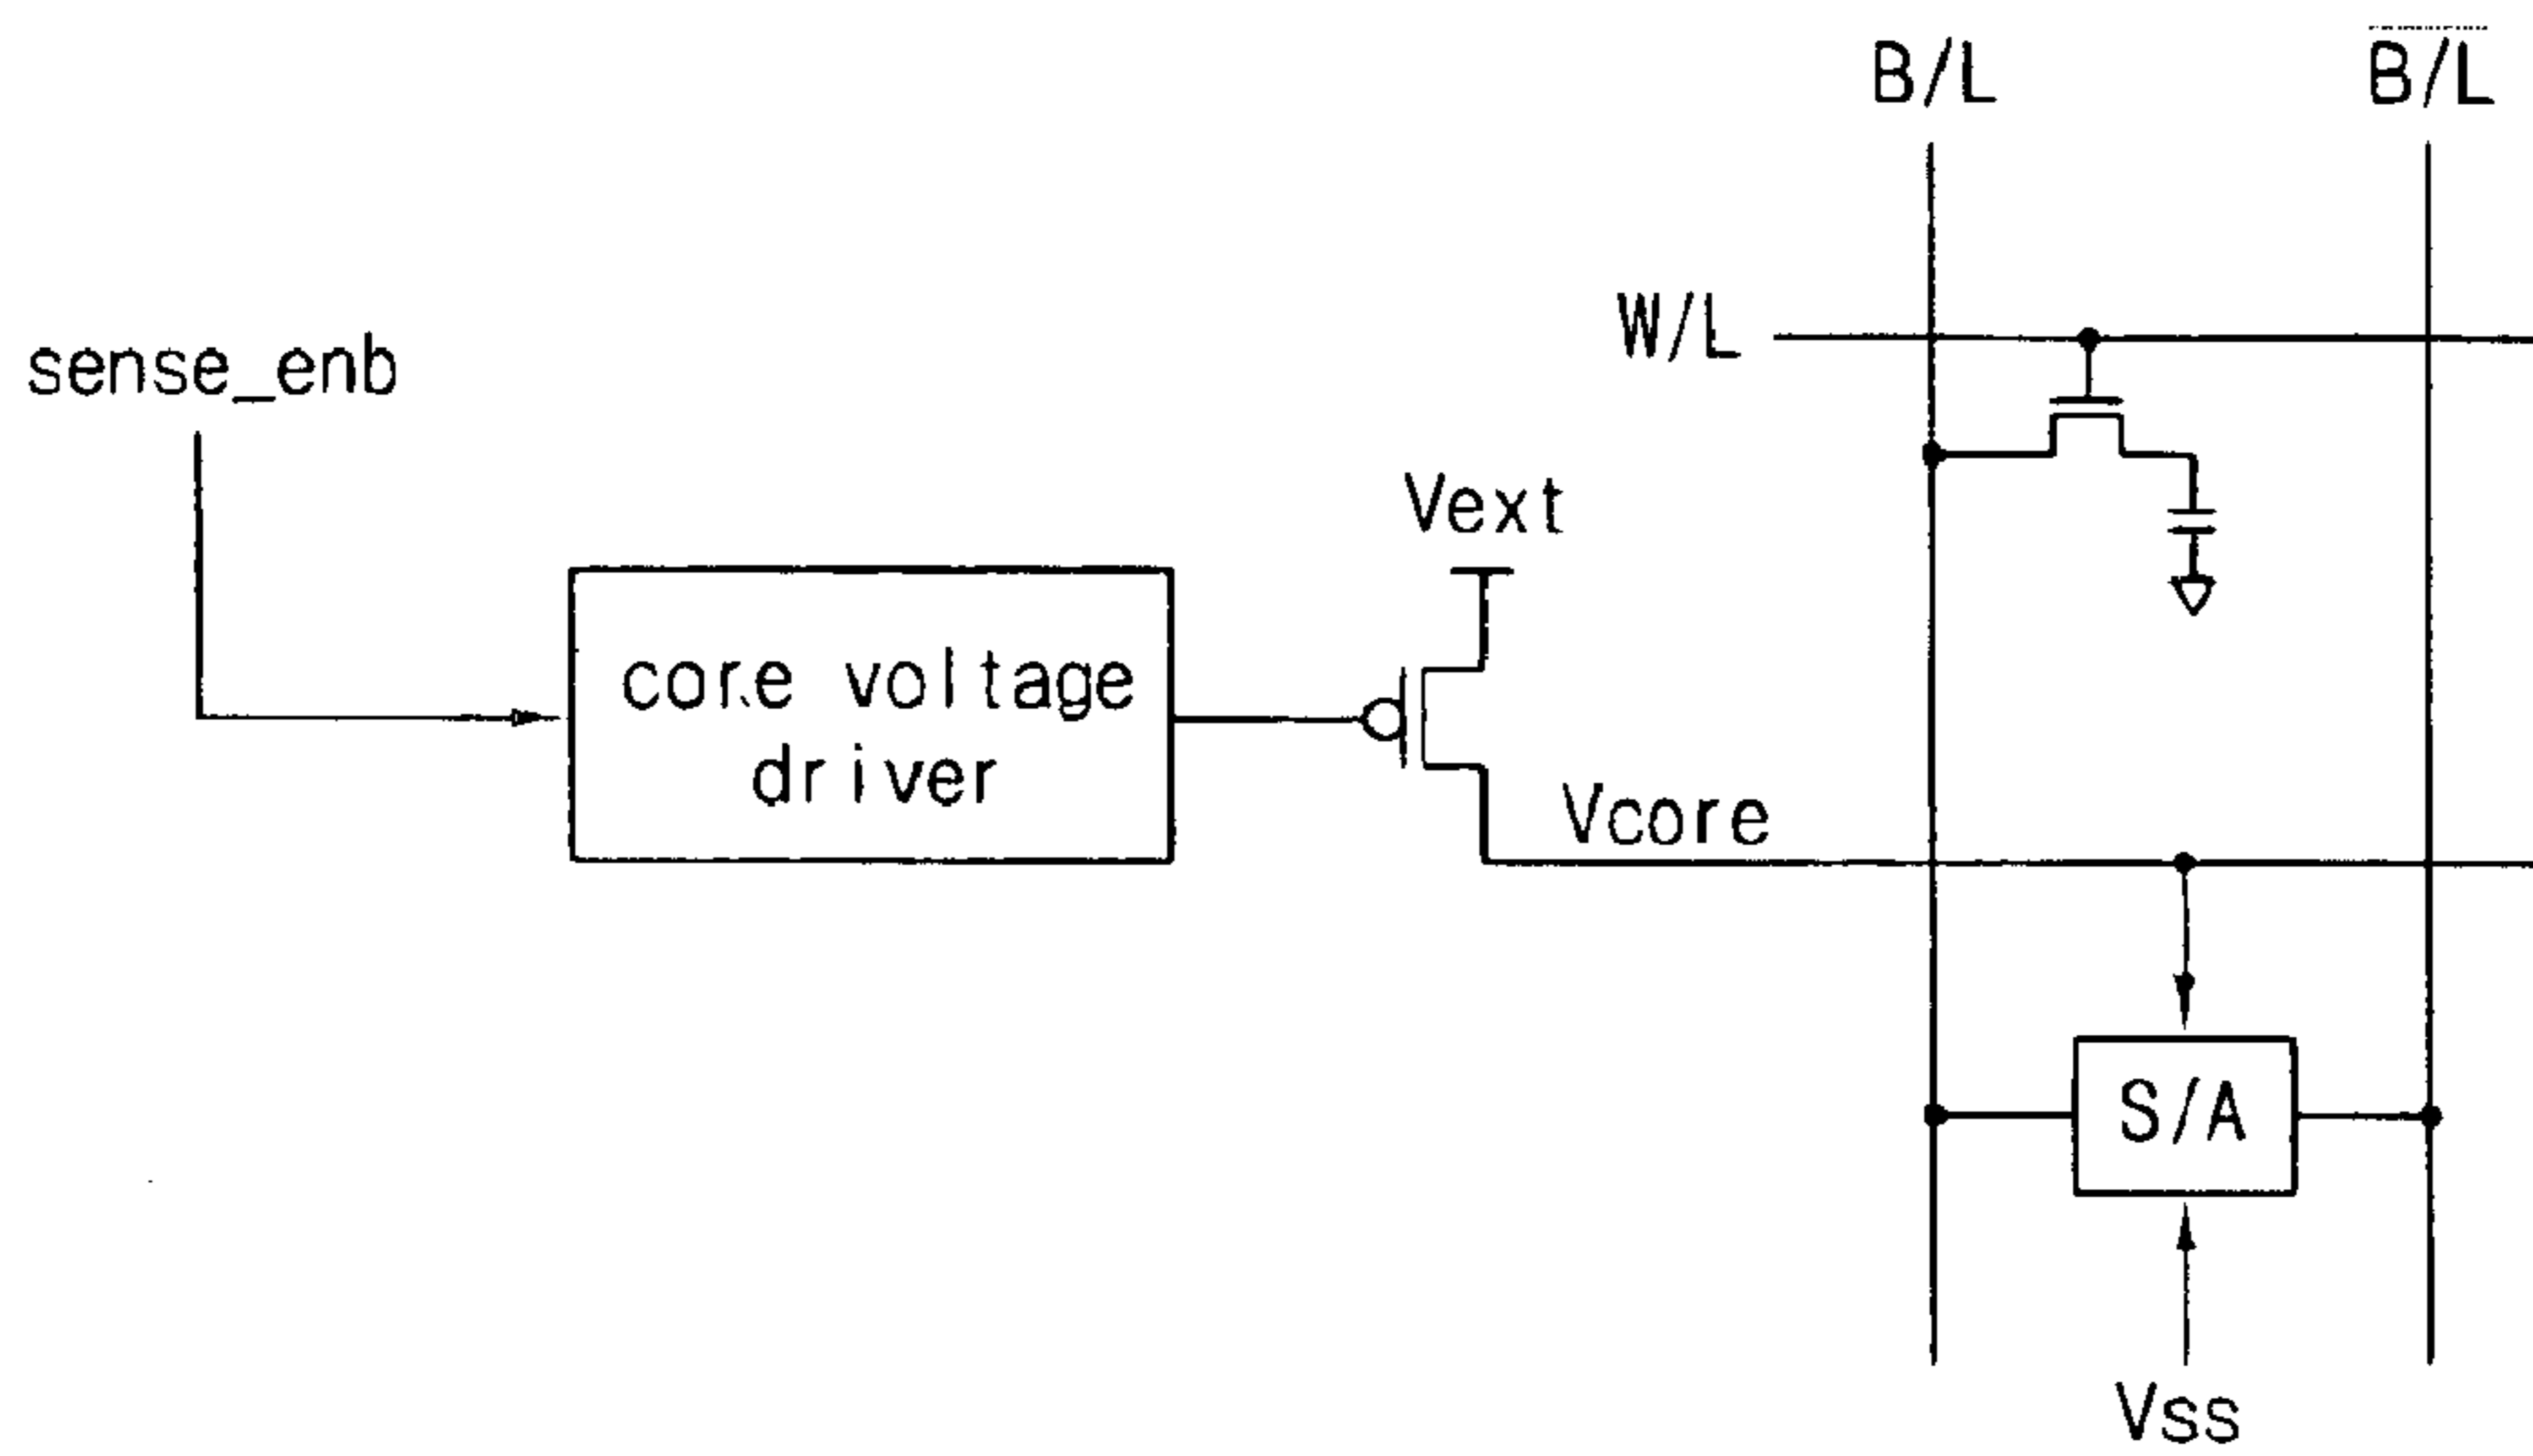 B/L
B̅/̅L̅
W/L
sense_enb
Vext
core voltage
driver
Vcore
S/A
Vss